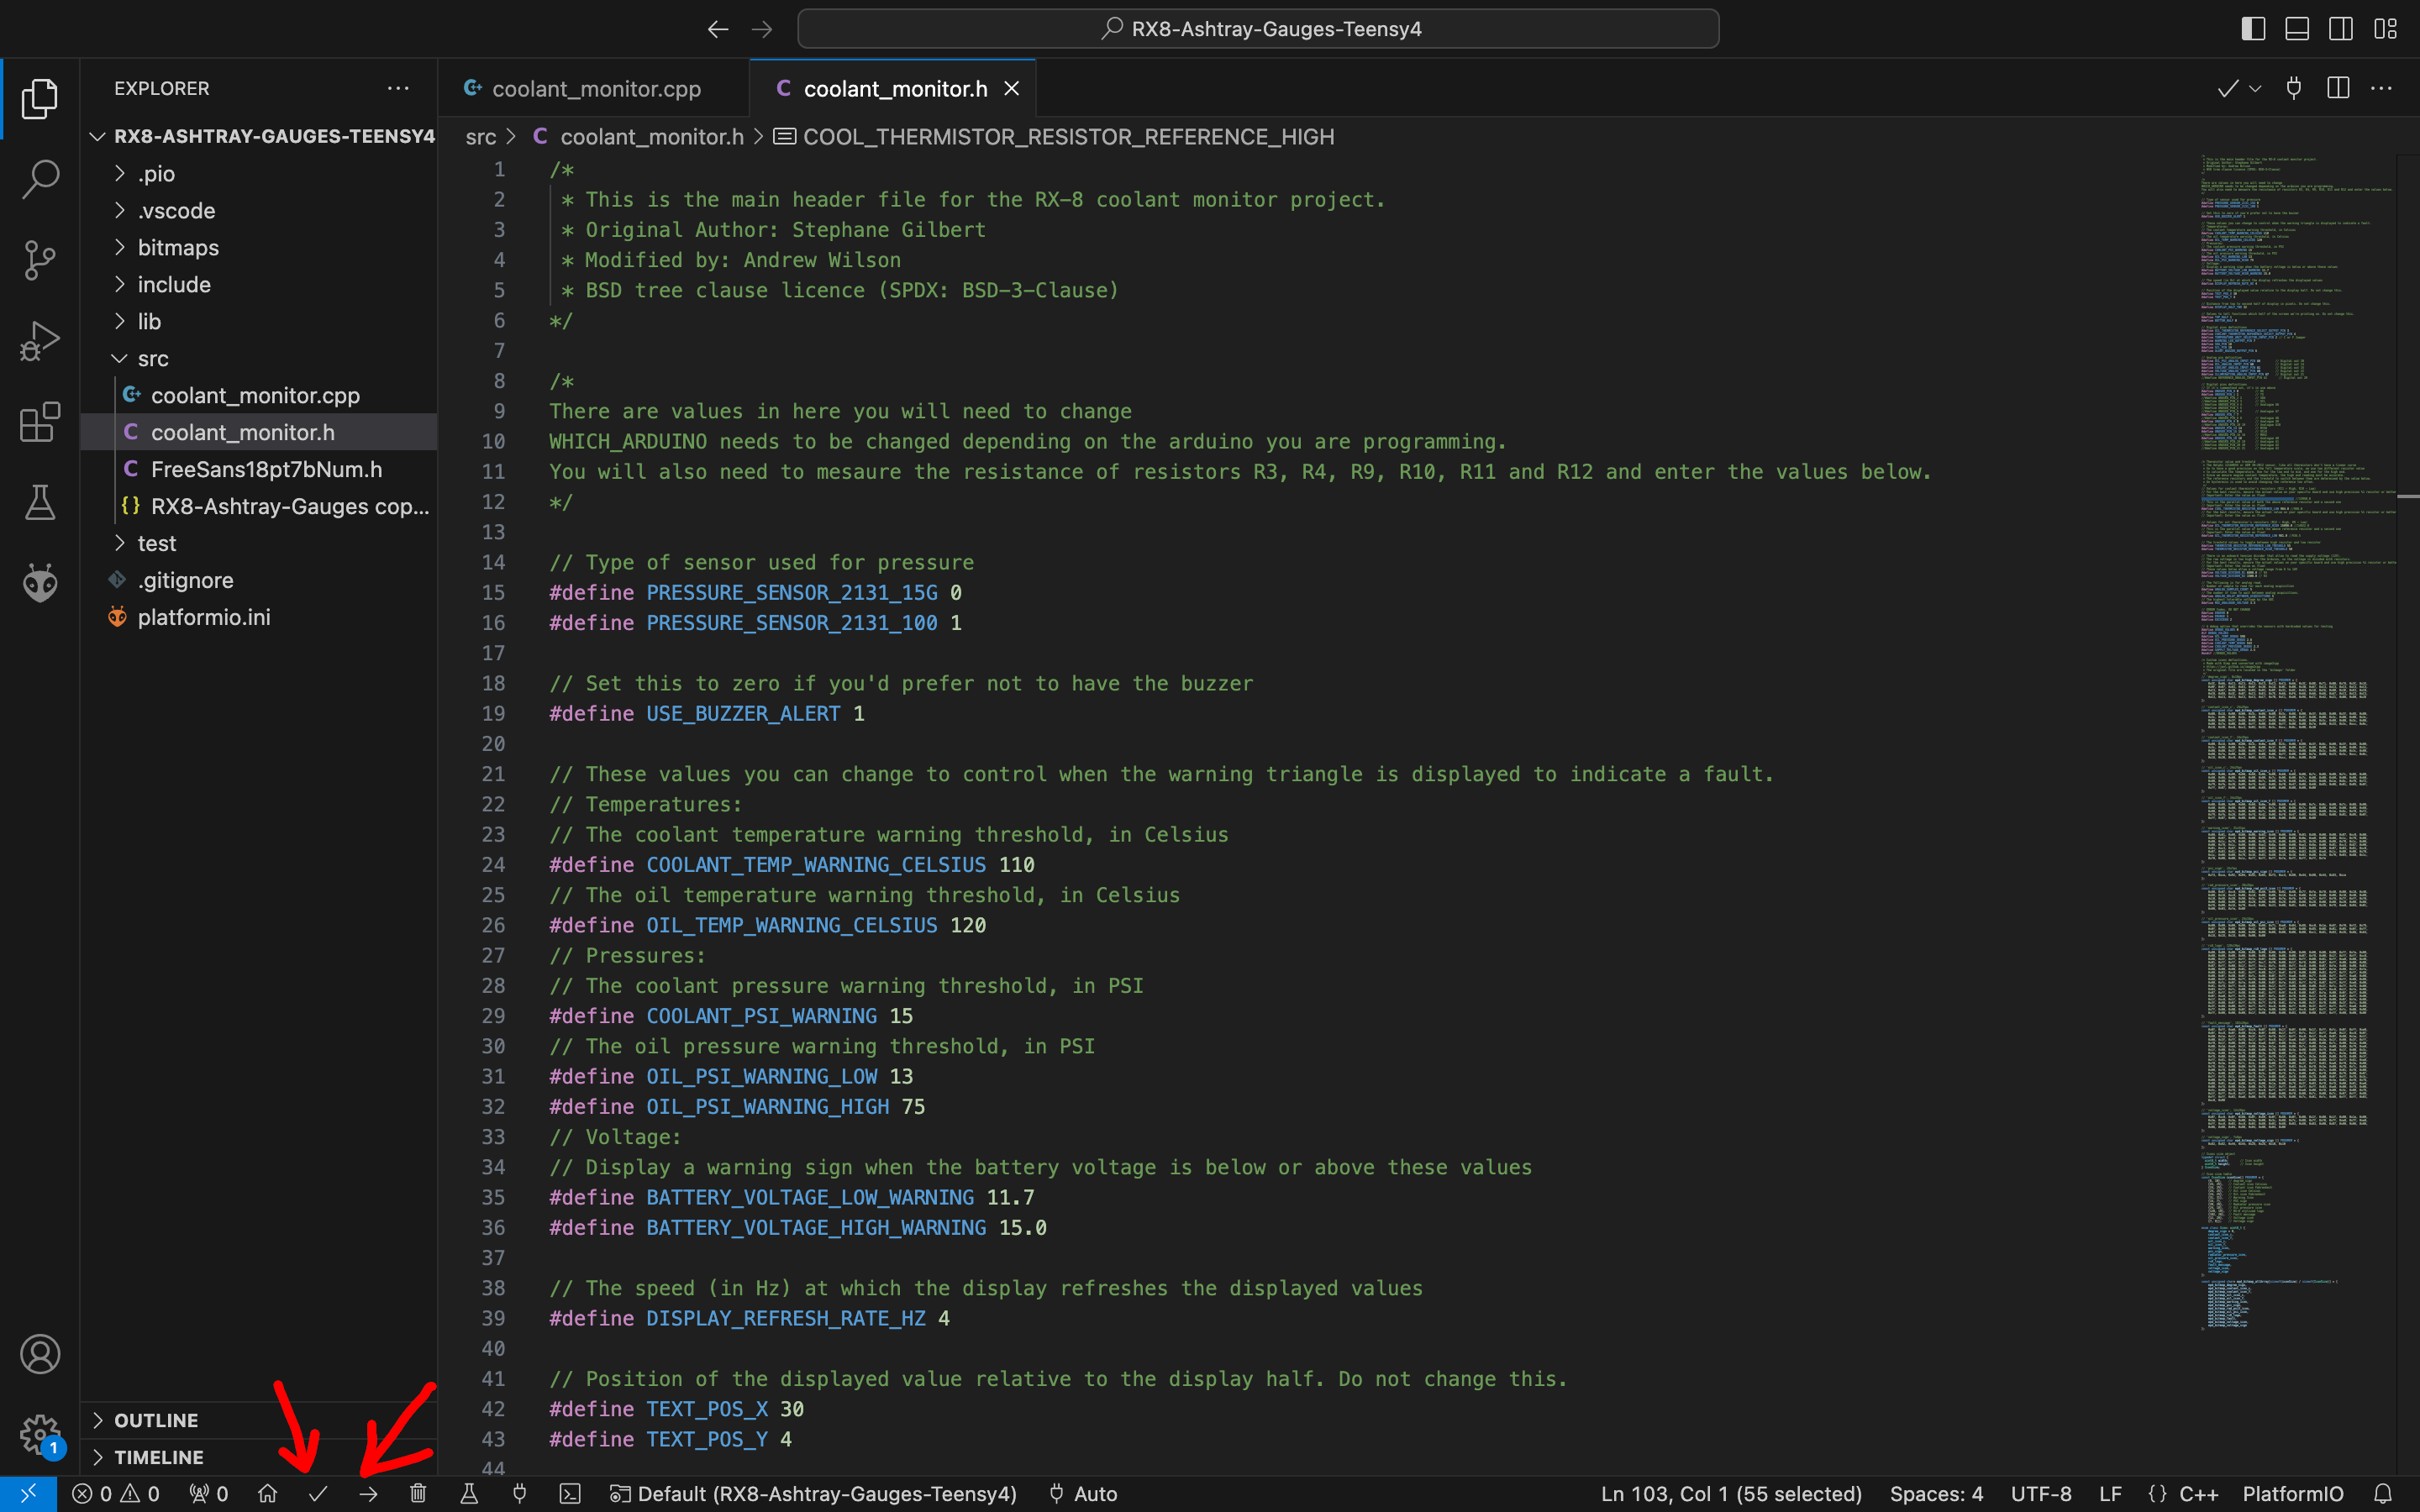 RX8-Ashtray-Gauges-Teensy4
EXPLORER
RX8-ASHTRAY-GAUGES-TEENSY4
.pio
.vscode
bitmaps
include
lib
src
coolant_monitor.cpp
coolant_monitor.h
FreeSans18pt7bNum.h
{} RX8-Ashtray-Gauges cop...
test
.gitignore
platformio.ini
OUTLINE
TIMELINE
1
coolant_monitor.cpp
C coolant_monitor.h
src > C coolant_monitor.h > COOL_THERMISTOR_RESISTOR_REFERENCE_HIGH
1 /*
2 * This is the main header file for the RX-8 coolant monitor project.
3 * Original Author: Stephane Gilbert
4 * Modified by: Andrew Wilson
5 * BSD tree clause licence (SPDX: BSD-3-Clause)
6 */
7
8 /*
9 There are values in here you will need to change
10 WHICH_ARDUINO needs to be changed depending on the arduino you are programming.
11 You will also need to mesaure the resistance of resistors R3, R4, R9, R10, R11 and R12 and enter the values below.
12 */
13
14 // Type of sensor used for pressure
15 #define PRESSURE_SENSOR_2131_15G 0
16 #define PRESSURE_SENSOR_2131_100 1
17
18 // Set this to zero if you'd prefer not to have the buzzer
19 #define USE_BUZZER_ALERT 1
20
21 // These values you can change to control when the warning triangle is displayed to indicate a fault.
22 // Temperatures:
23 // The coolant temperature warning threshold, in Celsius
24 #define COOLANT_TEMP_WARNING_CELSIUS 110
25 // The oil temperature warning threshold, in Celsius
26 #define OIL_TEMP_WARNING_CELSIUS 120
27 // Pressures:
28 // The coolant pressure warning threshold, in PSI
29 #define COOLANT_PSI_WARNING 15
30 // The oil pressure warning threshold, in PSI
31 #define OIL_PSI_WARNING_LOW 13
32 #define OIL_PSI_WARNING_HIGH 75
33 // Voltage:
34 // Display a warning sign when the battery voltage is below or above these values
35 #define BATTERY_VOLTAGE_LOW_WARNING 11.7
36 #define BATTERY_VOLTAGE_HIGH_WARNING 15.0
37
38 // The speed (in Hz) at which the display refreshes the displayed values
39 #define DISPLAY_REFRESH_RATE_HZ 4
40
41 // Position of the displayed value relative to the display half. Do not change this.
42 #define TEXT_POS_X 30
43 #define TEXT_POS_Y 4
44
0 0 0 Default (RX8-Ashtray-Gauges-Teensy4) Auto Ln 103, Col 1 (55 selected) Spaces: 4 UTF-8 LF {} C++ PlatformIO